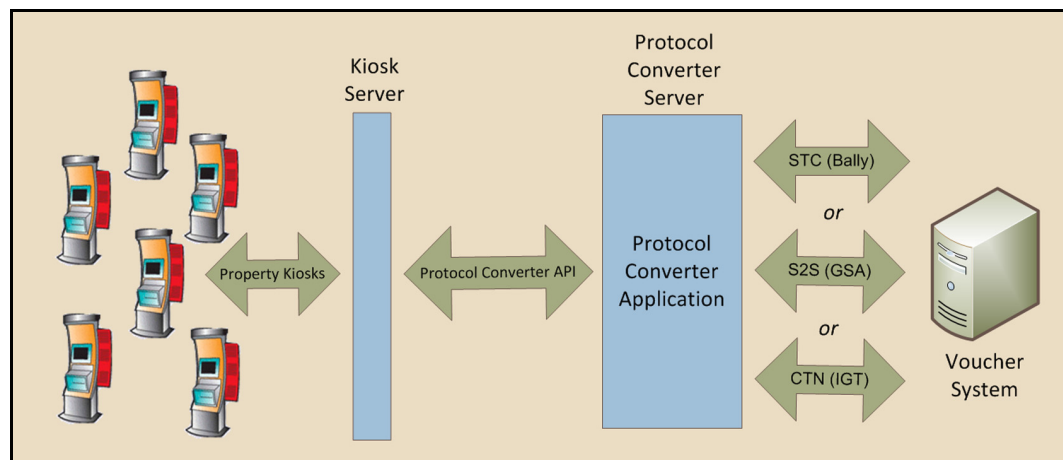 Kiosk
Server
Protocol
Converter
Server
Property Kiosks
Protocol Converter API
Protocol
Converter
Application
STC (Bally)
or
S2S (GSA)
or
CTN (IGT)
Voucher
System